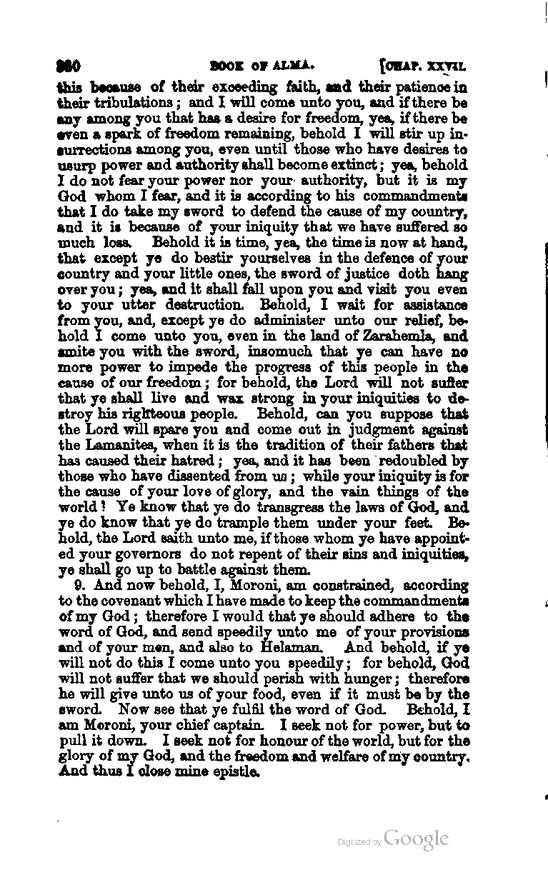 380 BOOK OF ALMA. [CHAP. XXVII.
this because of their exceeding faith, and their patience in
their tribulations; and I will come unto you, and if there be
any among you that has a desire for freedom, yea, if there be
even a spark of freedom remaining, behold I will stir up in-
surrections among you, even until those who have desires to
usurp power and authority shall become extinct; yea, behold
I do not fear your power nor your authority, but it is my
God whom I fear, and it is according to his commandments
that I do take my sword to defend the cause of my country,
and it is because of your iniquity that we have suffered so
much loss. Behold it is time, yea, the time is now at hand,
that except ye do bestir yourselves in the defence of your
country and your little ones, the sword of justice doth hang
over you; yea, and it shall fall upon you and visit you even
to your utter destruction. Behold, I wait for assistance
from you, and, except ye do administer unto our relief, be-
hold I come unto you, even in the land of Zarahemla, and
smite you with the sword, insomuch that ye can have no
more power to impede the progress of this people in the
cause of our freedom; for behold, the Lord will not suffer
that ye shall live and wax strong in your iniquities to de-
stroy his righteous people. Behold, can you suppose that
the Lord will spare you and come out in judgment against
the Lamanites, when it is the tradition of their fathers that
has caused their hatred; yea, and it has been redoubled by
those who have dissented from us; while your iniquity is for
the cause of your love of glory, and the vain things of the
world? Ye know that ye do transgress the laws of God, and
ye do know that ye do trample them under your feet. Be-
hold, the Lord saith unto me, if those whom ye have appoint-
ed your governors do not repent of their sins and iniquities,
ye shall go up to battle against them.
9. And now behold, I, Moroni, am constrained, according
to the covenant which I have made to keep the commandments
of my God; therefore I would that ye should adhere to the
word of God, and send speedily unto me of your provisions
and of your men, and also to Helaman. And behold, if ye
will not do this I come unto you speedily; for behold, God
will not suffer that we should perish with hunger; therefore
he will give unto us of your food, even if it must be by the
sword. Now see that ye fulfil the word of God. Behold, I
am Moroni, your chief captain. I seek not for power, but to
pull it down. I seek not for honour of the world, but for the
glory of my God, and the freedom and welfare of my country.
And thus I close mine epistle.
Digitized by Google